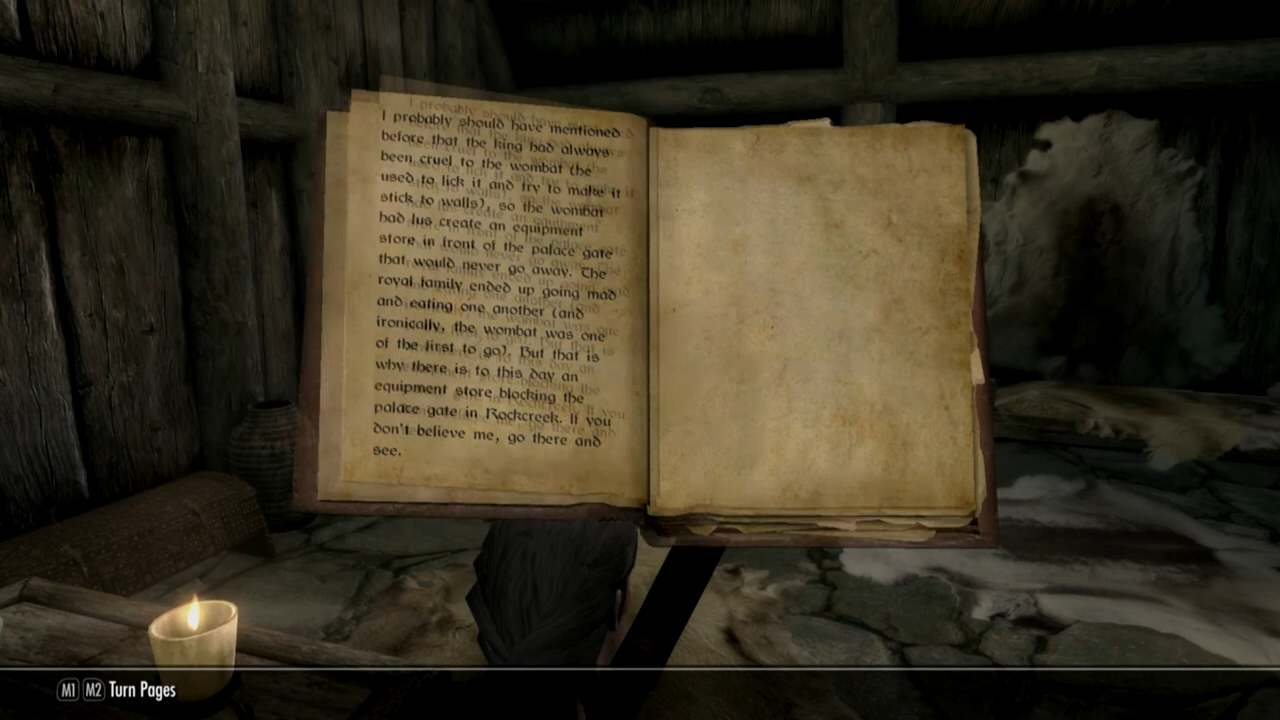 I probably should have mentioned
before that the king had always
been cruel to the wombat (he
used to lick it and try to make it
stick to walls), so the wombat
had lus create an equipment
store in front of the palace gate
that would never go away. The
royal family ended up going mad
and eating one another (and
ironically, the wombat was one
of the first to go). But that is
why there is to this day an
equipment store blocking the
palace gate in Rockcreek. If you
don't believe me, go there and
see.
M1 M2 Turn Pages